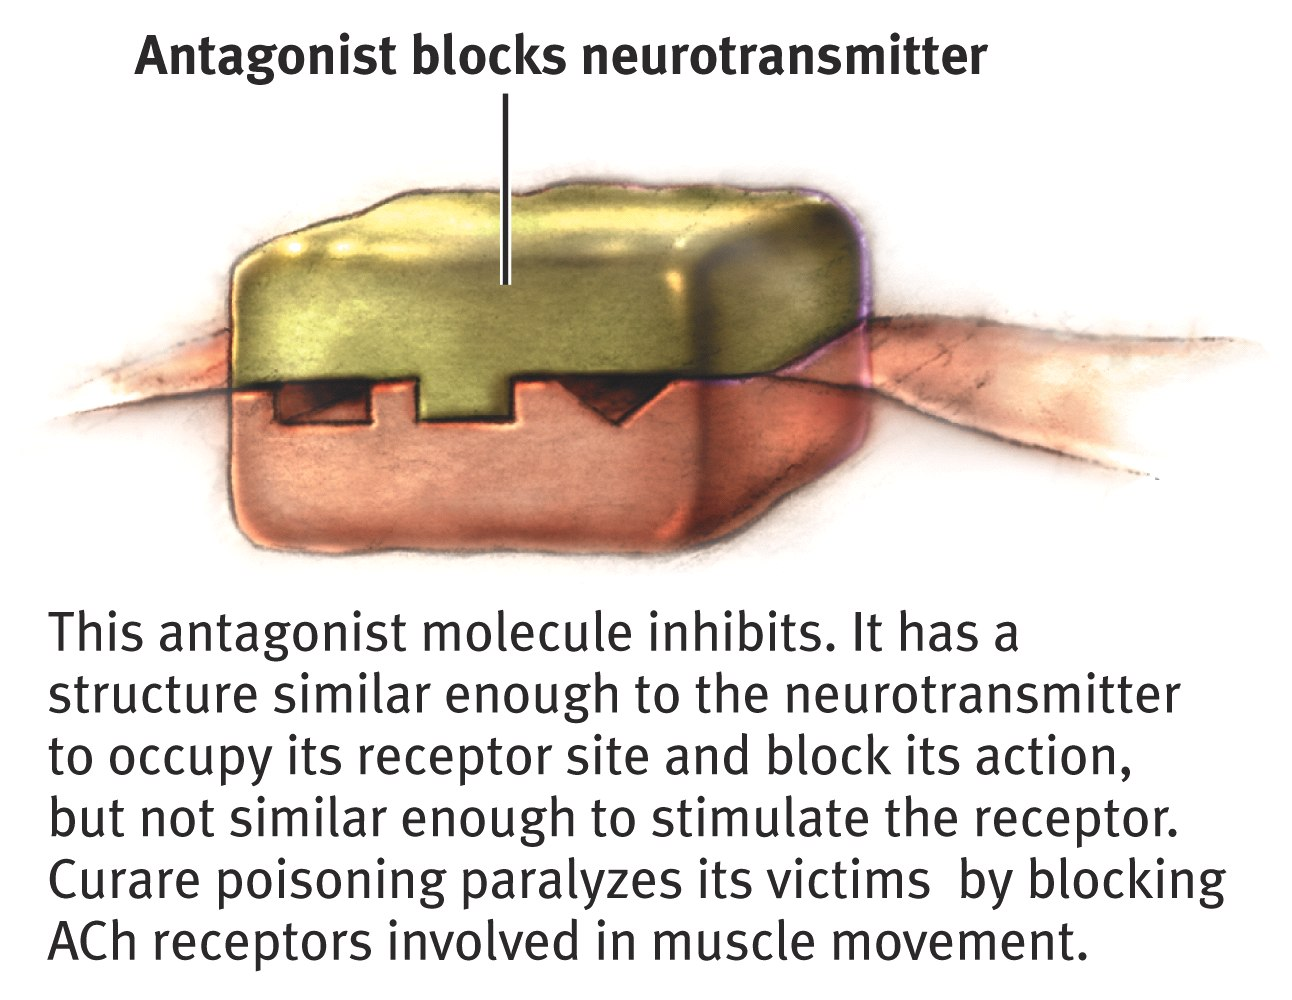 Antagonist blocks neurotransmitter
This antagonist molecule inhibits. It has a
structure similar enough to the neurotransmitter
to occupy its receptor site and block its action,
but not similar enough to stimulate the receptor.
Curare poisoning paralyzes its victims  by blocking
ACh receptors involved in muscle movement.